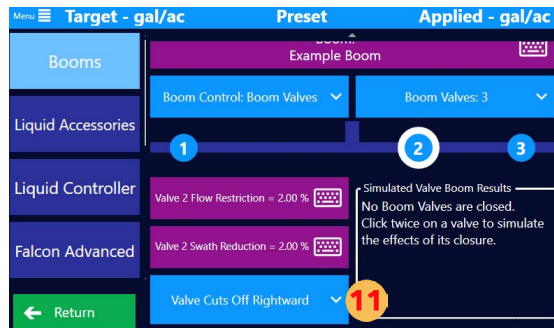 Menu Target - gal/ac Preset Applied - gal/ac
Booms
Boom:
Example Boom
Boom Control: Boom Valves Boom Valves: 3
Liquid Accessories
1 2 3
Liquid Controller
Valve 2 Flow Restriction = 2.00 %
Simulated Valve Boom Results
No Boom Valves are closed.
Click twice on a valve to simulate
the effects of its closure.
Falcon Advanced
Valve 2 Swath Reduction = 2.00 %
Valve Cuts Off Rightward 11
Return